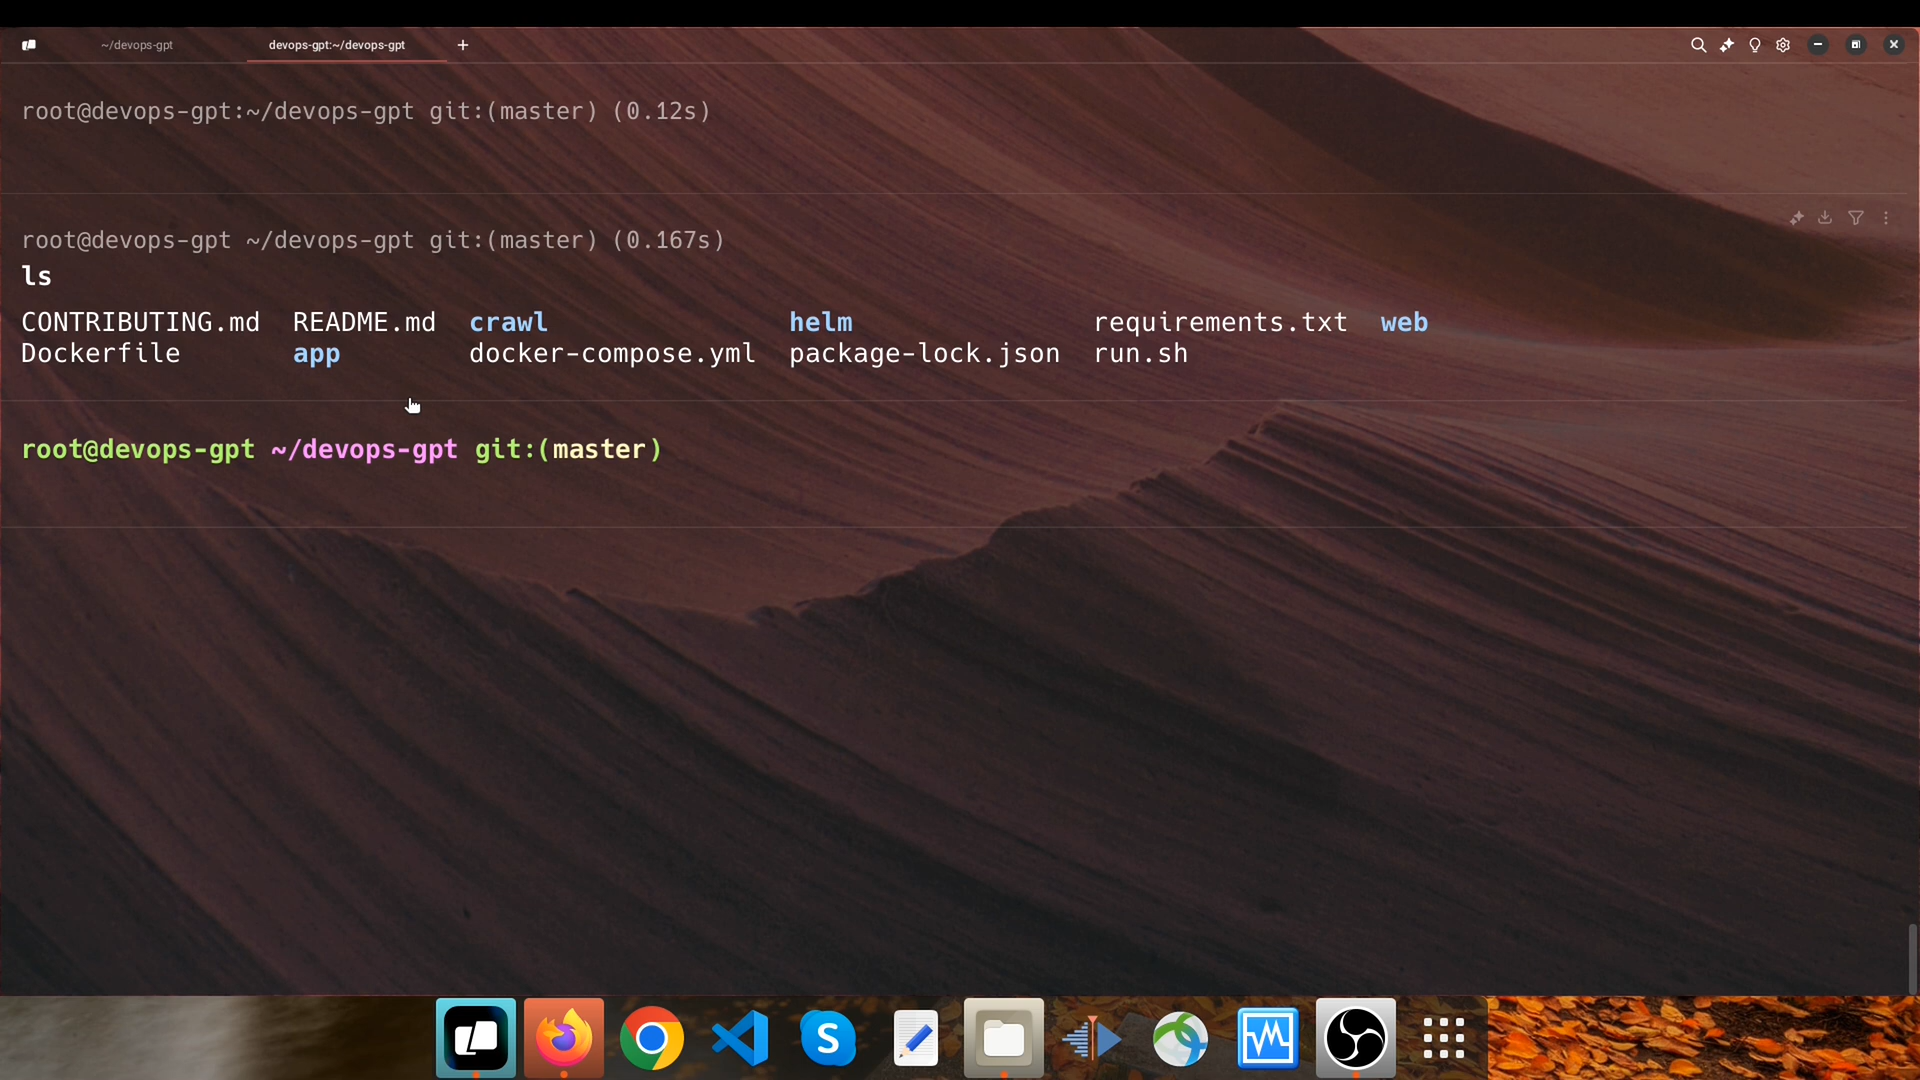 ~/devops-gpt devops-gpt:~/devops-gpt
root@devops-gpt:~/devops-gpt git:(master) (0.12s)
root@devops-gpt ~/devops-gpt git:(master) (0.167s)
ls
CONTRIBUTING.md README.md crawl helm requirements.txt web
Dockerfile app docker-compose.yml package-lock.json run.sh
root@devops-gpt ~/devops-gpt git:(master)